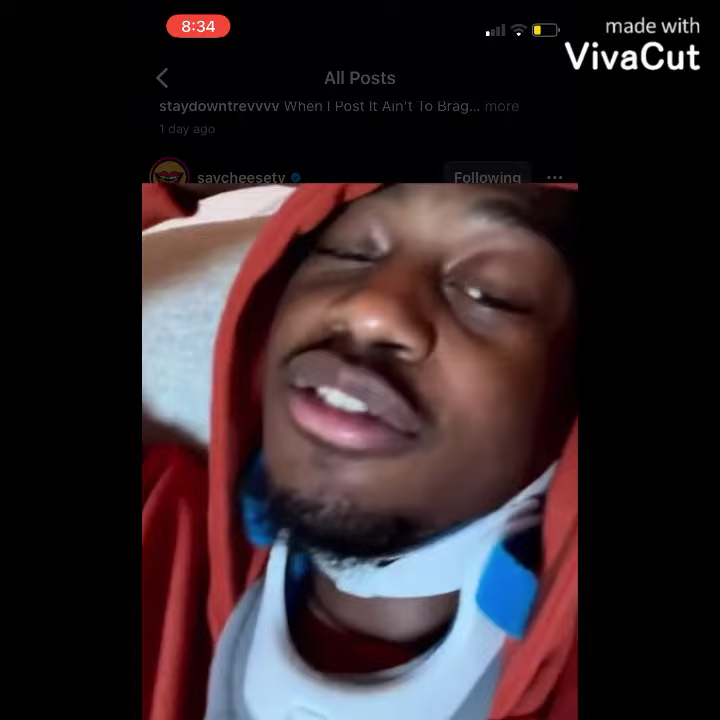 8:34
made with
VivaCut
All Posts
staydowntrevvvv When I Post It Ain't To Brag... more
1 day ago
saycheesetv
Following